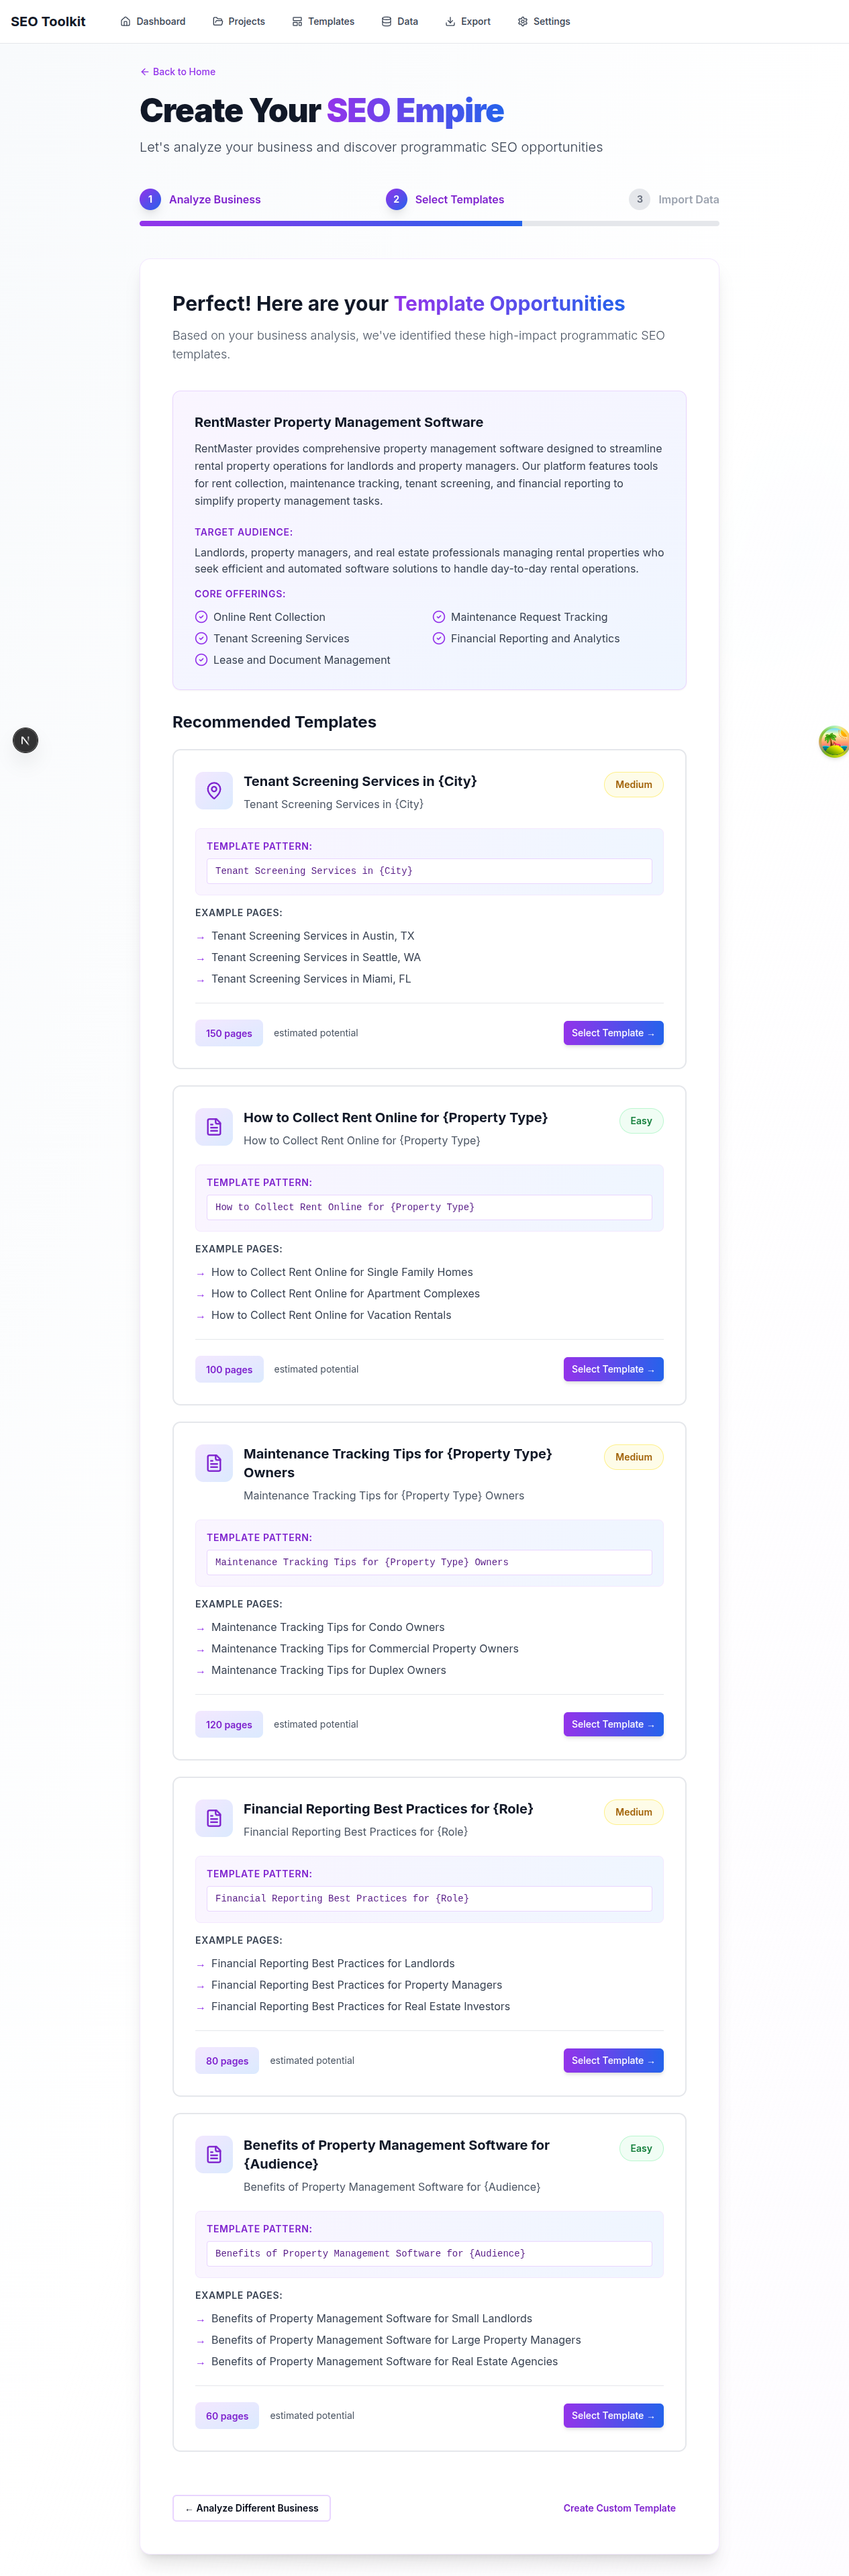 SEO Toolkit
Dashboard
Projects
Templates
Data
Export
Settings
← Back to Home
Create Your SEO Empire
Let's analyze your business and discover programmatic SEO opportunities
1 Analyze Business
2 Select Templates
3 Import Data
Perfect! Here are your Template Opportunities
Based on your business analysis, we've identified these high-impact programmatic SEO
templates.
RentMaster Property Management Software
RentMaster provides comprehensive property management software designed to streamline
rental property operations for landlords and property managers. Our platform features tools
for rent collection, maintenance tracking, tenant screening, and financial reporting to
simplify property management tasks.
TARGET AUDIENCE:
Landlords, property managers, and real estate professionals managing rental properties who
seek efficient and automated software solutions to handle day-to-day rental operations.
CORE OFFERINGS:
Online Rent Collection
Maintenance Request Tracking
Tenant Screening Services
Financial Reporting and Analytics
Lease and Document Management
Recommended Templates
N
Tenant Screening Services in {City}
Medium
Tenant Screening Services in {City}
TEMPLATE PATTERN:
Tenant Screening Services in {City}
EXAMPLE PAGES:
→ Tenant Screening Services in Austin, TX
→ Tenant Screening Services in Seattle, WA
→ Tenant Screening Services in Miami, FL
150 pages estimated potential
Select Template →
How to Collect Rent Online for {Property Type}
Easy
How to Collect Rent Online for {Property Type}
TEMPLATE PATTERN:
How to Collect Rent Online for {Property Type}
EXAMPLE PAGES:
→ How to Collect Rent Online for Single Family Homes
→ How to Collect Rent Online for Apartment Complexes
→ How to Collect Rent Online for Vacation Rentals
100 pages estimated potential
Select Template →
Maintenance Tracking Tips for {Property Type}
Owners
Medium
Maintenance Tracking Tips for {Property Type} Owners
TEMPLATE PATTERN:
Maintenance Tracking Tips for {Property Type} Owners
EXAMPLE PAGES:
→ Maintenance Tracking Tips for Condo Owners
→ Maintenance Tracking Tips for Commercial Property Owners
→ Maintenance Tracking Tips for Duplex Owners
120 pages estimated potential
Select Template →
Financial Reporting Best Practices for {Role}
Medium
Financial Reporting Best Practices for {Role}
TEMPLATE PATTERN:
Financial Reporting Best Practices for {Role}
EXAMPLE PAGES:
→ Financial Reporting Best Practices for Landlords
→ Financial Reporting Best Practices for Property Managers
→ Financial Reporting Best Practices for Real Estate Investors
80 pages estimated potential
Select Template →
Benefits of Property Management Software for
{Audience}
Easy
Benefits of Property Management Software for {Audience}
TEMPLATE PATTERN:
Benefits of Property Management Software for {Audience}
EXAMPLE PAGES:
→ Benefits of Property Management Software for Small Landlords
→ Benefits of Property Management Software for Large Property Managers
→ Benefits of Property Management Software for Real Estate Agencies
60 pages estimated potential
Select Template →
← Analyze Different Business
Create Custom Template